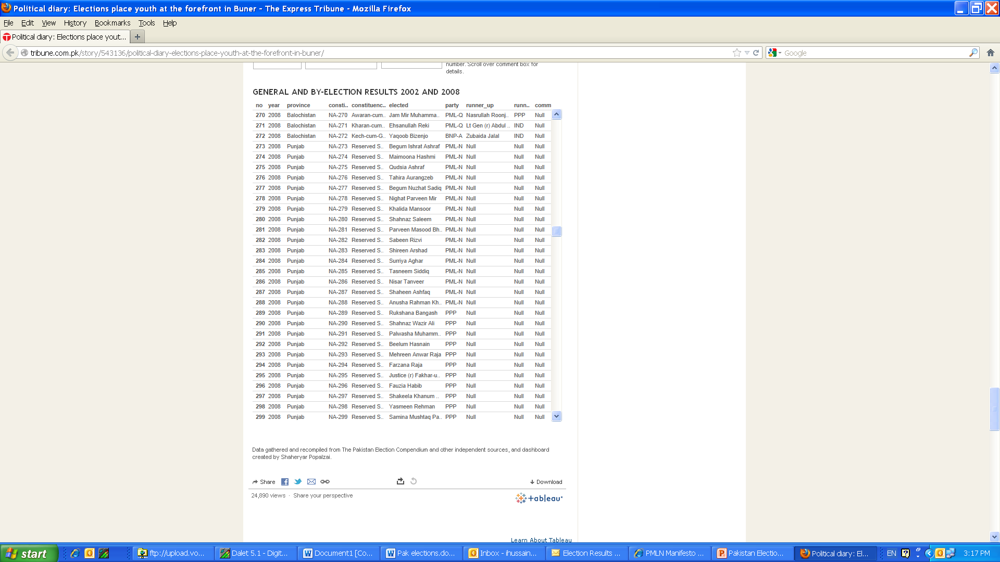 Political diary: Elections place youth at the forefront in Buner - The Express Tribune - Mozilla Firefox
File Edit View History Bookmarks Tools Help
Political diary: Elections place yout...
tribune.com.pk/story/543136/political-diary-elections-place-youth-at-the-forefront-in-buner/ Google
number. Scroll over comment box for
details.
GENERAL AND BY-ELECTION RESULTS 2002 AND 2008
no year province consti.. constituenc.. elected party runner_up runn.. comm
270 2008 Balochistan NA-270 Awaran-cum.. Jam Mir Muhamma.. PML-Q Nasrullah Roonj.. PPP Null
271 2008 Balochistan NA-271 Kharan-cum.. Ehsanullah Reki PML-Q Lt Gen (r) Abdul .. IND Null
272 2008 Balochistan NA-272 Kech-cum-G.. Yaqoob Bizenjo BNP-A Zubaida Jalal IND Null
273 2008 Punjab NA-273 Reserved S.. Begum Ishrat Ashraf PML-N Null Null Null
274 2008 Punjab NA-274 Reserved S.. Maimoona Hashmi PML-N Null Null Null
275 2008 Punjab NA-275 Reserved S.. Qudsia Ashraf PML-N Null Null Null
276 2008 Punjab NA-276 Reserved S.. Tahira Aurangzeb PML-N Null Null Null
277 2008 Punjab NA-277 Reserved S.. Begum Nuzhat Sadiq PML-N Null Null Null
278 2008 Punjab NA-278 Reserved S.. Nighat Parveen Mir PML-N Null Null Null
279 2008 Punjab NA-279 Reserved S.. Khalida Mansoor PML-N Null Null Null
280 2008 Punjab NA-280 Reserved S.. Shahnaz Saleem PML-N Null Null Null
281 2008 Punjab NA-281 Reserved S.. Parveen Masood Bh.. PML-N Null Null Null
282 2008 Punjab NA-282 Reserved S.. Sabeen Rizvi PML-N Null Null Null
283 2008 Punjab NA-283 Reserved S.. Shireen Arshad PML-N Null Null Null
284 2008 Punjab NA-284 Reserved S.. Surriya Aghar PML-N Null Null Null
285 2008 Punjab NA-285 Reserved S.. Tasneem Siddiq PML-N Null Null Null
286 2008 Punjab NA-286 Reserved S.. Nisar Tanveer PML-N Null Null Null
287 2008 Punjab NA-287 Reserved S.. Shaheen Ashfaq PML-N Null Null Null
288 2008 Punjab NA-288 Reserved S.. Anusha Rahman Kh.. PML-N Null Null Null
289 2008 Punjab NA-289 Reserved S.. Rukshana Bangash PPP Null Null Null
290 2008 Punjab NA-290 Reserved S.. Shahnaz Wazir Ali PPP Null Null Null
291 2008 Punjab NA-291 Reserved S.. Palwasha Muhamm.. PPP Null Null Null
292 2008 Punjab NA-292 Reserved S.. Beelum Hasnain PPP Null Null Null
293 2008 Punjab NA-293 Reserved S.. Mehreen Anwar Raja PPP Null Null Null
294 2008 Punjab NA-294 Reserved S.. Farzana Raja PPP Null Null Null
295 2008 Punjab NA-295 Reserved S.. Justice (r) Fakhar-u.. PPP Null Null Null
296 2008 Punjab NA-296 Reserved S.. Fauzia Habib PPP Null Null Null
297 2008 Punjab NA-297 Reserved S.. Shakeela Khanum .. PPP Null Null Null
298 2008 Punjab NA-298 Reserved S.. Yasmeen Rehman PPP Null Null Null
299 2008 Punjab NA-299 Reserved S.. Samina Mushtaq Pa.. PPP Null Null Null
Data gathered and recompiled from The Pakistan Election Compendium and other independent sources, and dashboard
created by Shaheryar Popalzai.
Share Download
24,890 views · Share your perspective +ableau
Learn About Tableau
start ftp://upload.vo... Dalet 5.1 - Digit... Document1 [Co... Pak elections.do... Inbox - ihussain... Election Results ... PMLN Manifesto ... Pakistan Electio... Political diary: El... EN 3:17 PM